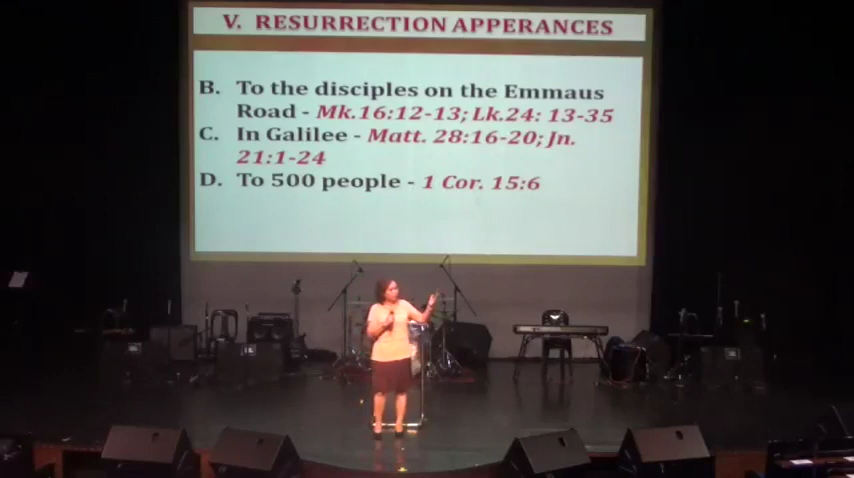 V. RESURRECTION APPERANCES
B. To the disciples on the Emmaus
Road - Mk.16:12-13; Lk.24: 13-35
C. In Galilee - Matt. 28:16-20; Jn.
21:1-24
D. To 500 people - 1 Cor. 15:6